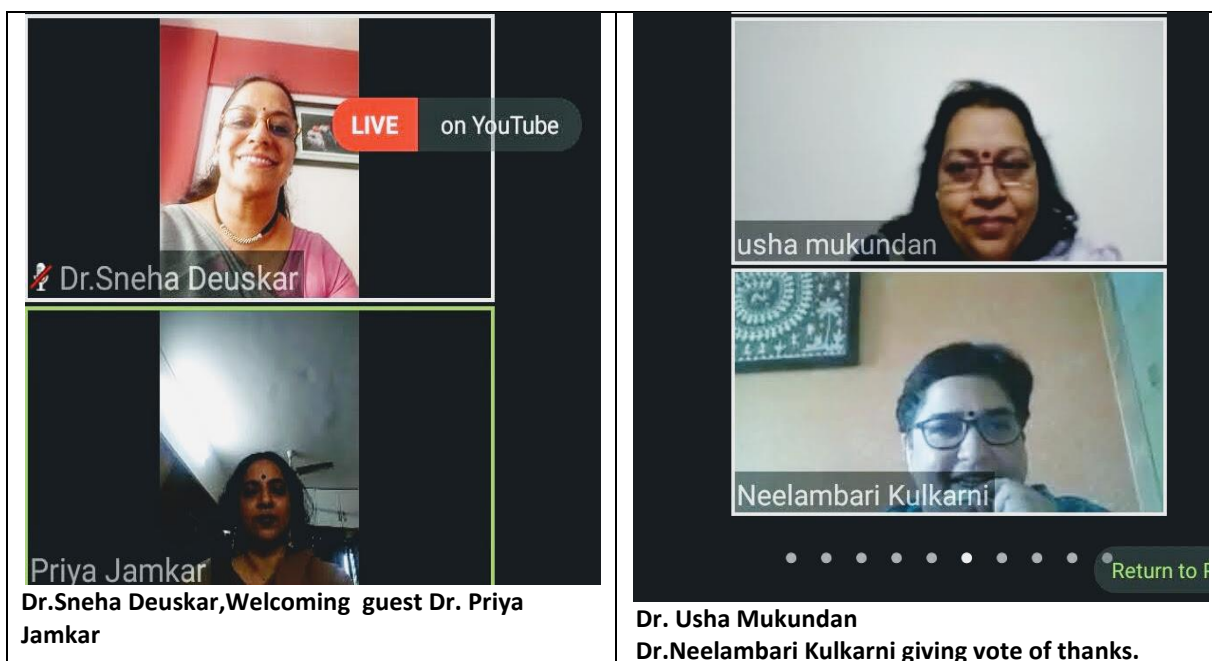 LIVE on YouTube
Dr.Sneha Deuskar
Priya Jamkar
Dr.Sneha Deuskar,Welcoming guest Dr. Priya
Jamkar
usha mukundan
Neelambari Kulkarni
Return to
Dr. Usha Mukundan
Dr.Neelambari Kulkarni giving vote of thanks.